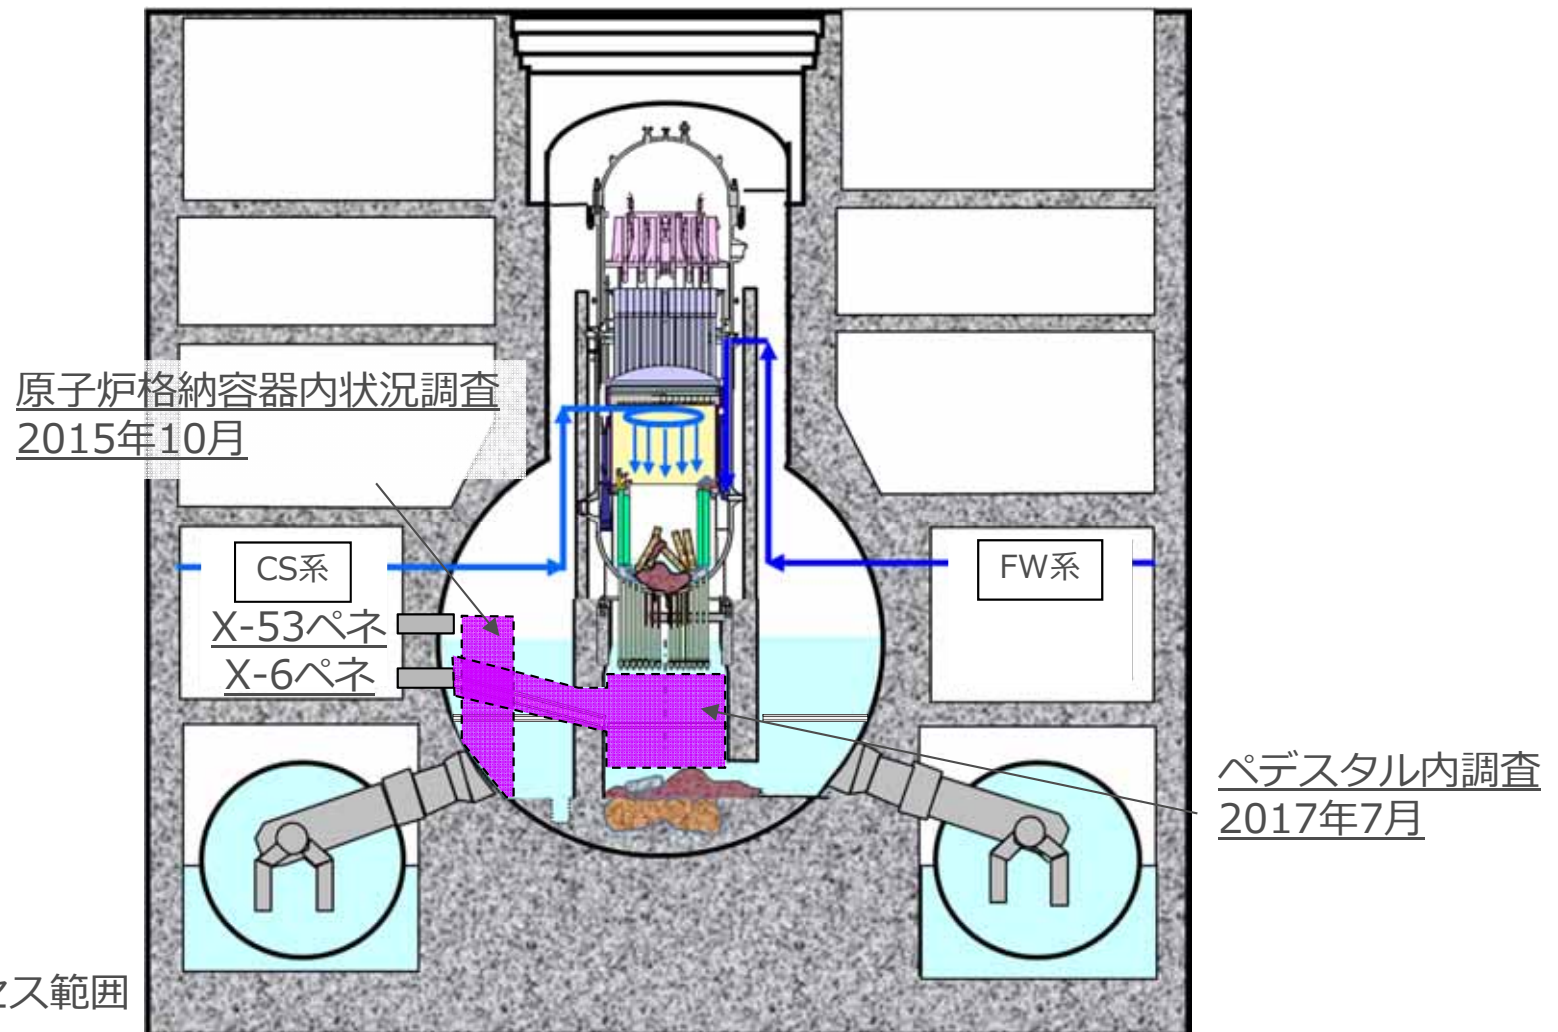 原子炉格納容器内状況調査
2015年10月
CS系
FW系
X-53ペネ
X-6ペネ
ペデスタル内調査
2017年7月
セス範囲